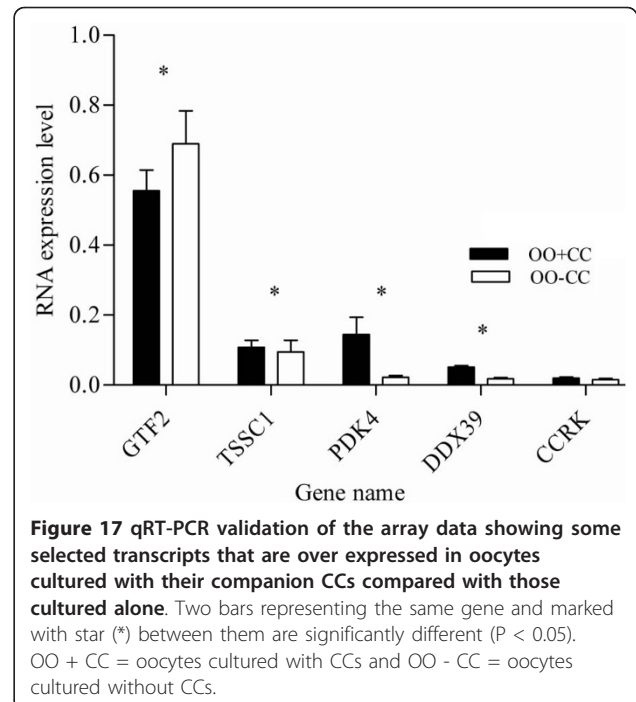 1.0
0.8
0.6
0.4
0.2
0.0
RNA expression level
*
*
*
*
OO+CC
OO-CC
GTF2
TSSC1
PDK4
DDX39
CCRK
Gene name
Figure 17 qRT-PCR validation of the array data showing some
selected transcripts that are over expressed in oocytes
cultured with their companion CCs compared with those
cultured alone. Two bars representing the same gene and marked
with star (*) between them are significantly different (P < 0.05).
OO + CC = oocytes cultured with CCs and OO - CC = oocytes
cultured without CCs.